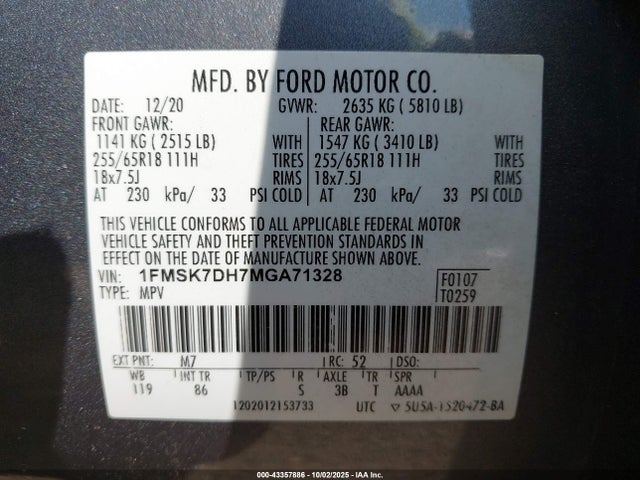 MFD. BY FORD MOTOR CO.
DATE: 12/20 GVWR: 2635 KG ( 5810 LB)
FRONT GAWR: REAR GAWR:
1141 KG ( 2515 LB) WITH 1547 KG ( 3410 LB) WITH
255/65R18 111H TIRES 255/65R18 111H TIRES
18x7.5J RIMS 18x7.5J RIMS
AT 230 kPa/ 33 PSI COLD AT 230 kPa/ 33 PSI COLD
THIS VEHICLE CONFORMS TO ALL APPLICABLE FEDERAL MOTOR
VEHICLE SAFETY AND THEFT PREVENTION STANDARDS IN
EFFECT ON THE DATE OF MANUFACTURE SHOWN ABOVE.
VIN: 1FMSK7DH7MGA71328 F0107
TYPE: MPV T0259
EXT PNT: M7 RC: 52 DSO:
WB INT TR TP/PS R AXLE TR SPR
119 86 S 3B T AAAA
1202012153733 UTC ▽ 5U5A-1520472-BA
000-43357886 - 10/02/2025 - IAA Inc.